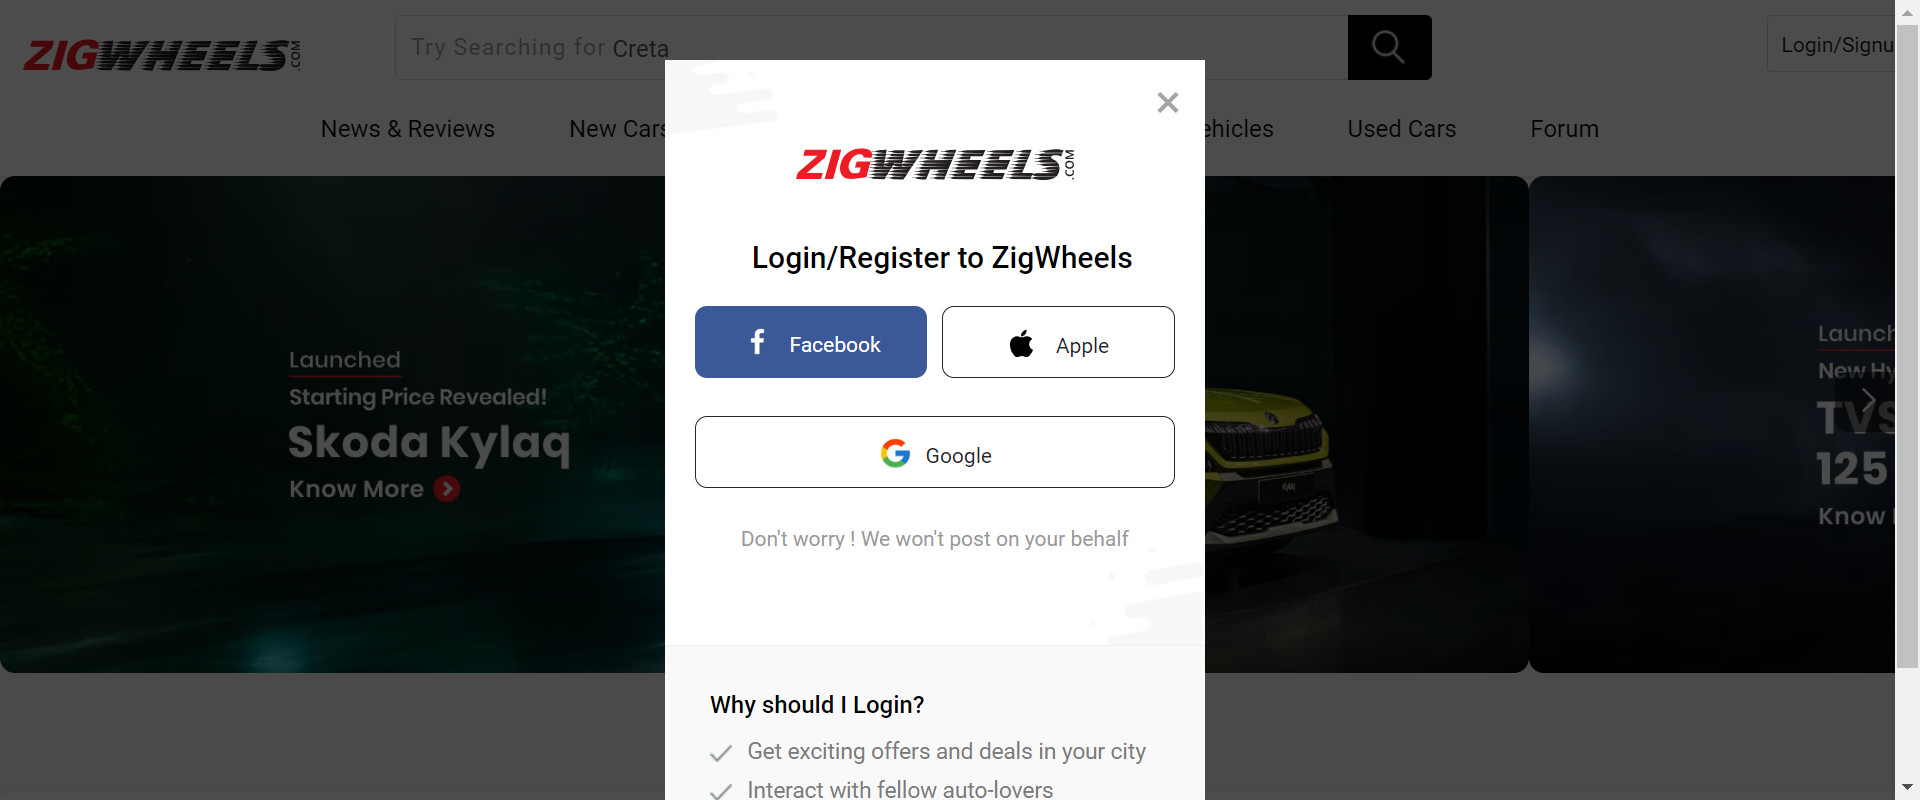 ZIGWHEELS.COM
Try Searching for Creta
Login/Signu
News & Reviews
New Cars
ehicles
Used Cars
Forum
ZIGWHEELS.COM
Login/Register to ZigWheels
Facebook
Apple
Google
Don't worry ! We won't post on your behalf
Why should I Login?
Get exciting offers and deals in your city
Interact with fellow auto-lovers
Launched
Starting Price Revealed!
Skoda Kylaq
Know More
Kylaq
Launch
New Hy
TVS
125
Know